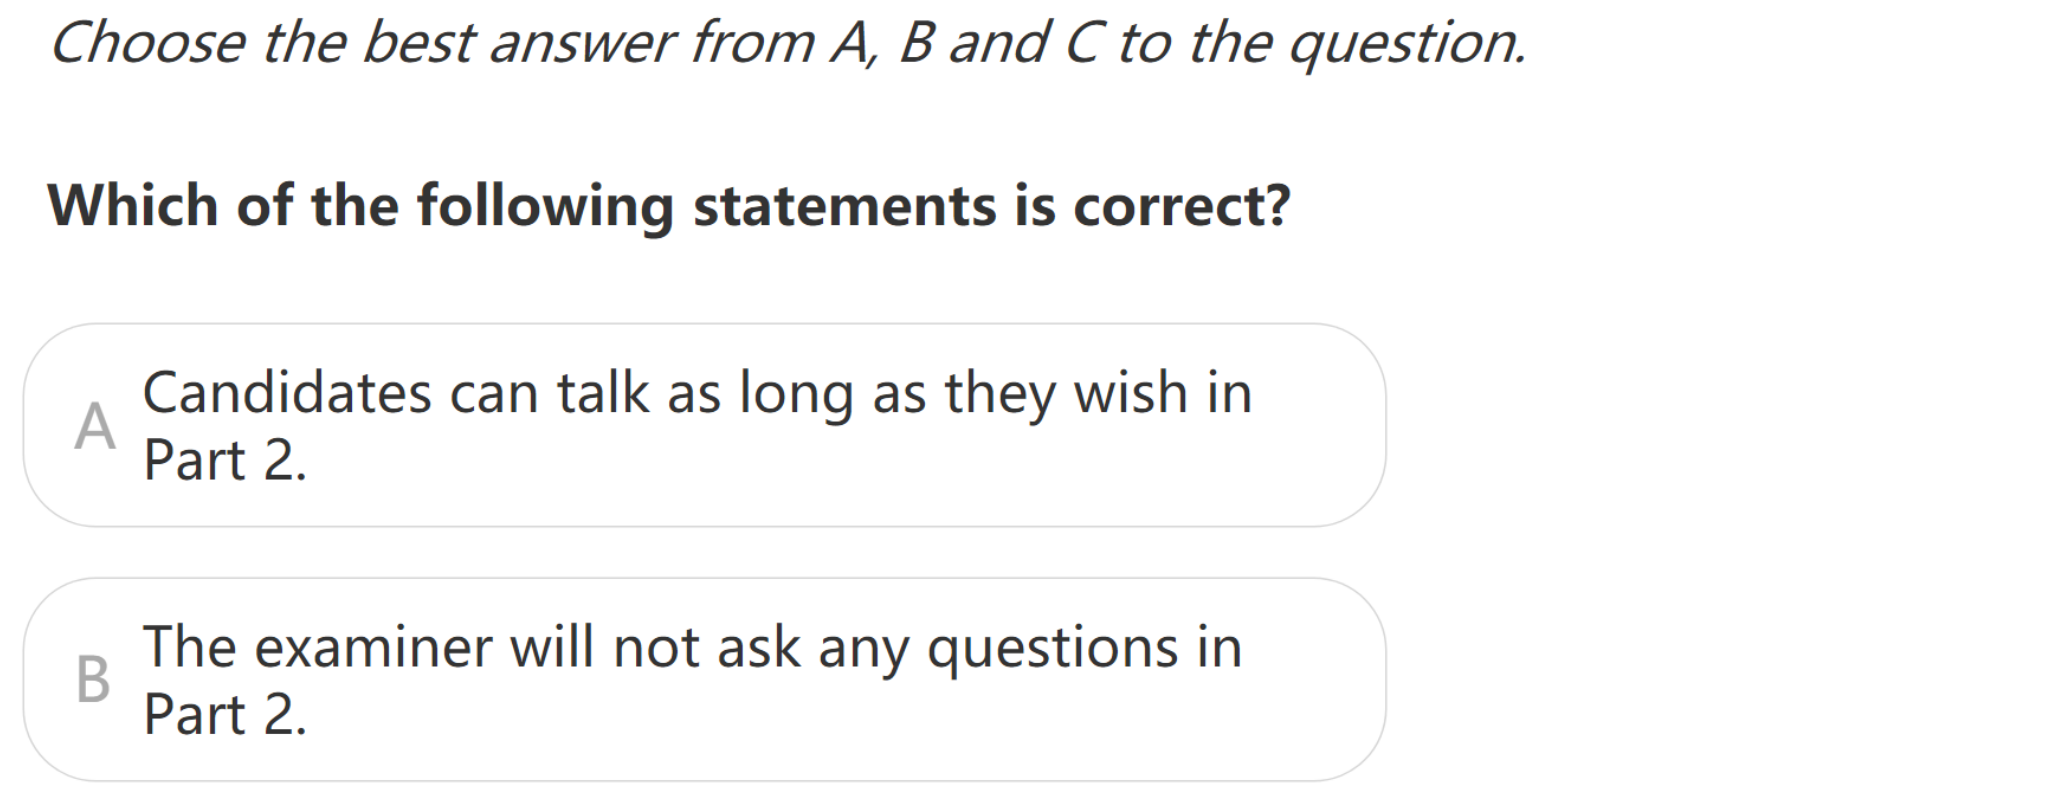 Choose the best answer from A, B and C to the question.
Which of the following statements is correct?
A
Candidates can talk as long as they wish in
Part 2.
B
The examiner will not ask any questions in
Part 2.